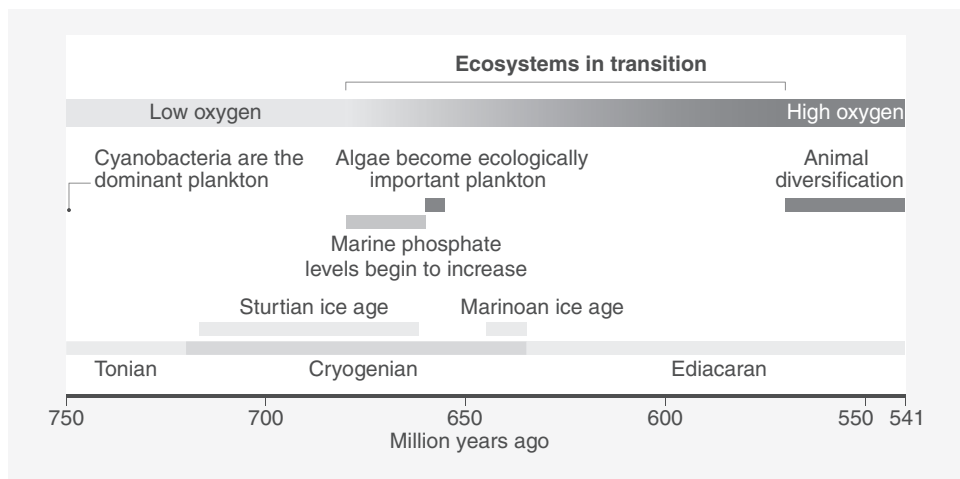 Ecosystems in transition
Low oxygen
High oxygen
Cyanobacteria are the
dominant plankton
Algae become ecologically
important plankton
Animal
diversification
Marine phosphate
levels begin to increase
Sturtian ice age
Marinoan ice age
Tonian
Cryogenian
Ediacaran
750
700
650
600
550
541
Million years ago